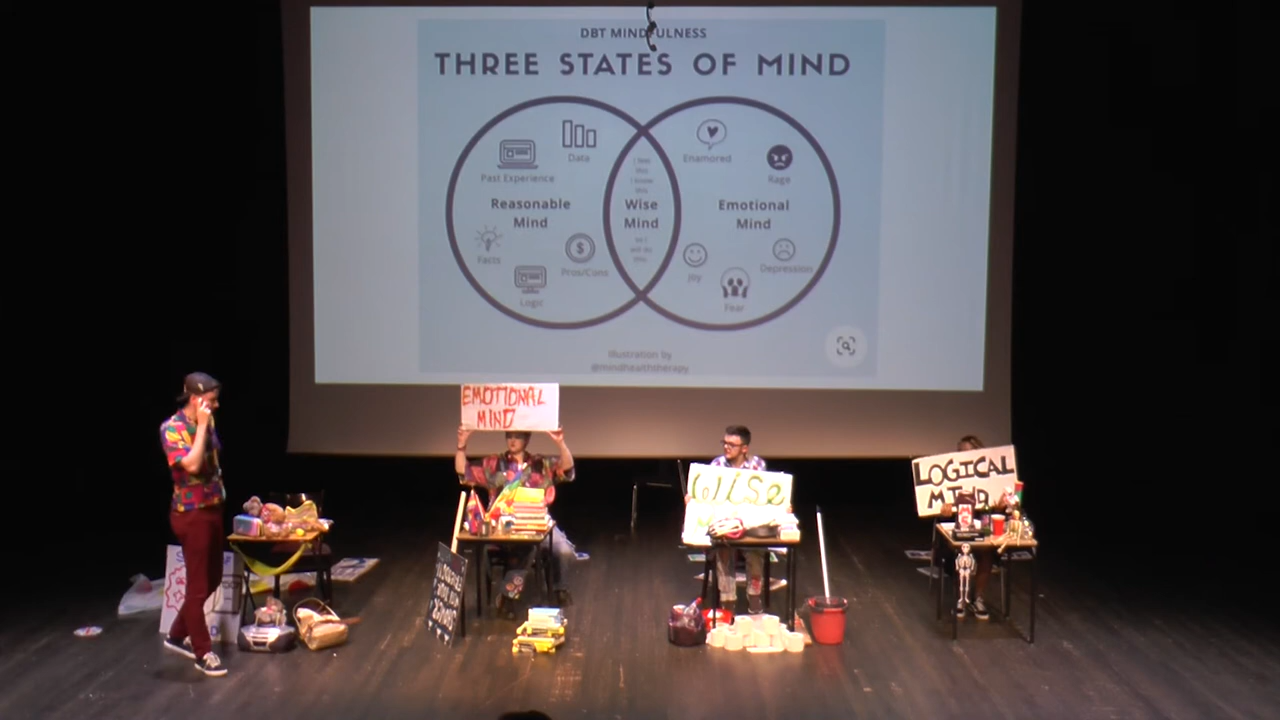 DBT MINDFULNESS
THREE STATES OF MIND
Data
Past Experience
Reasonable
Mind
Facts
Pros/Cons
Logic
Wise
Mind
Enamored
Rage
Emotional
Mind
Joy
Depression
Fear
Illustration by
@mindhealththerapy
EMOTIONAL
MIND
WISE
LOGICAL
MIND